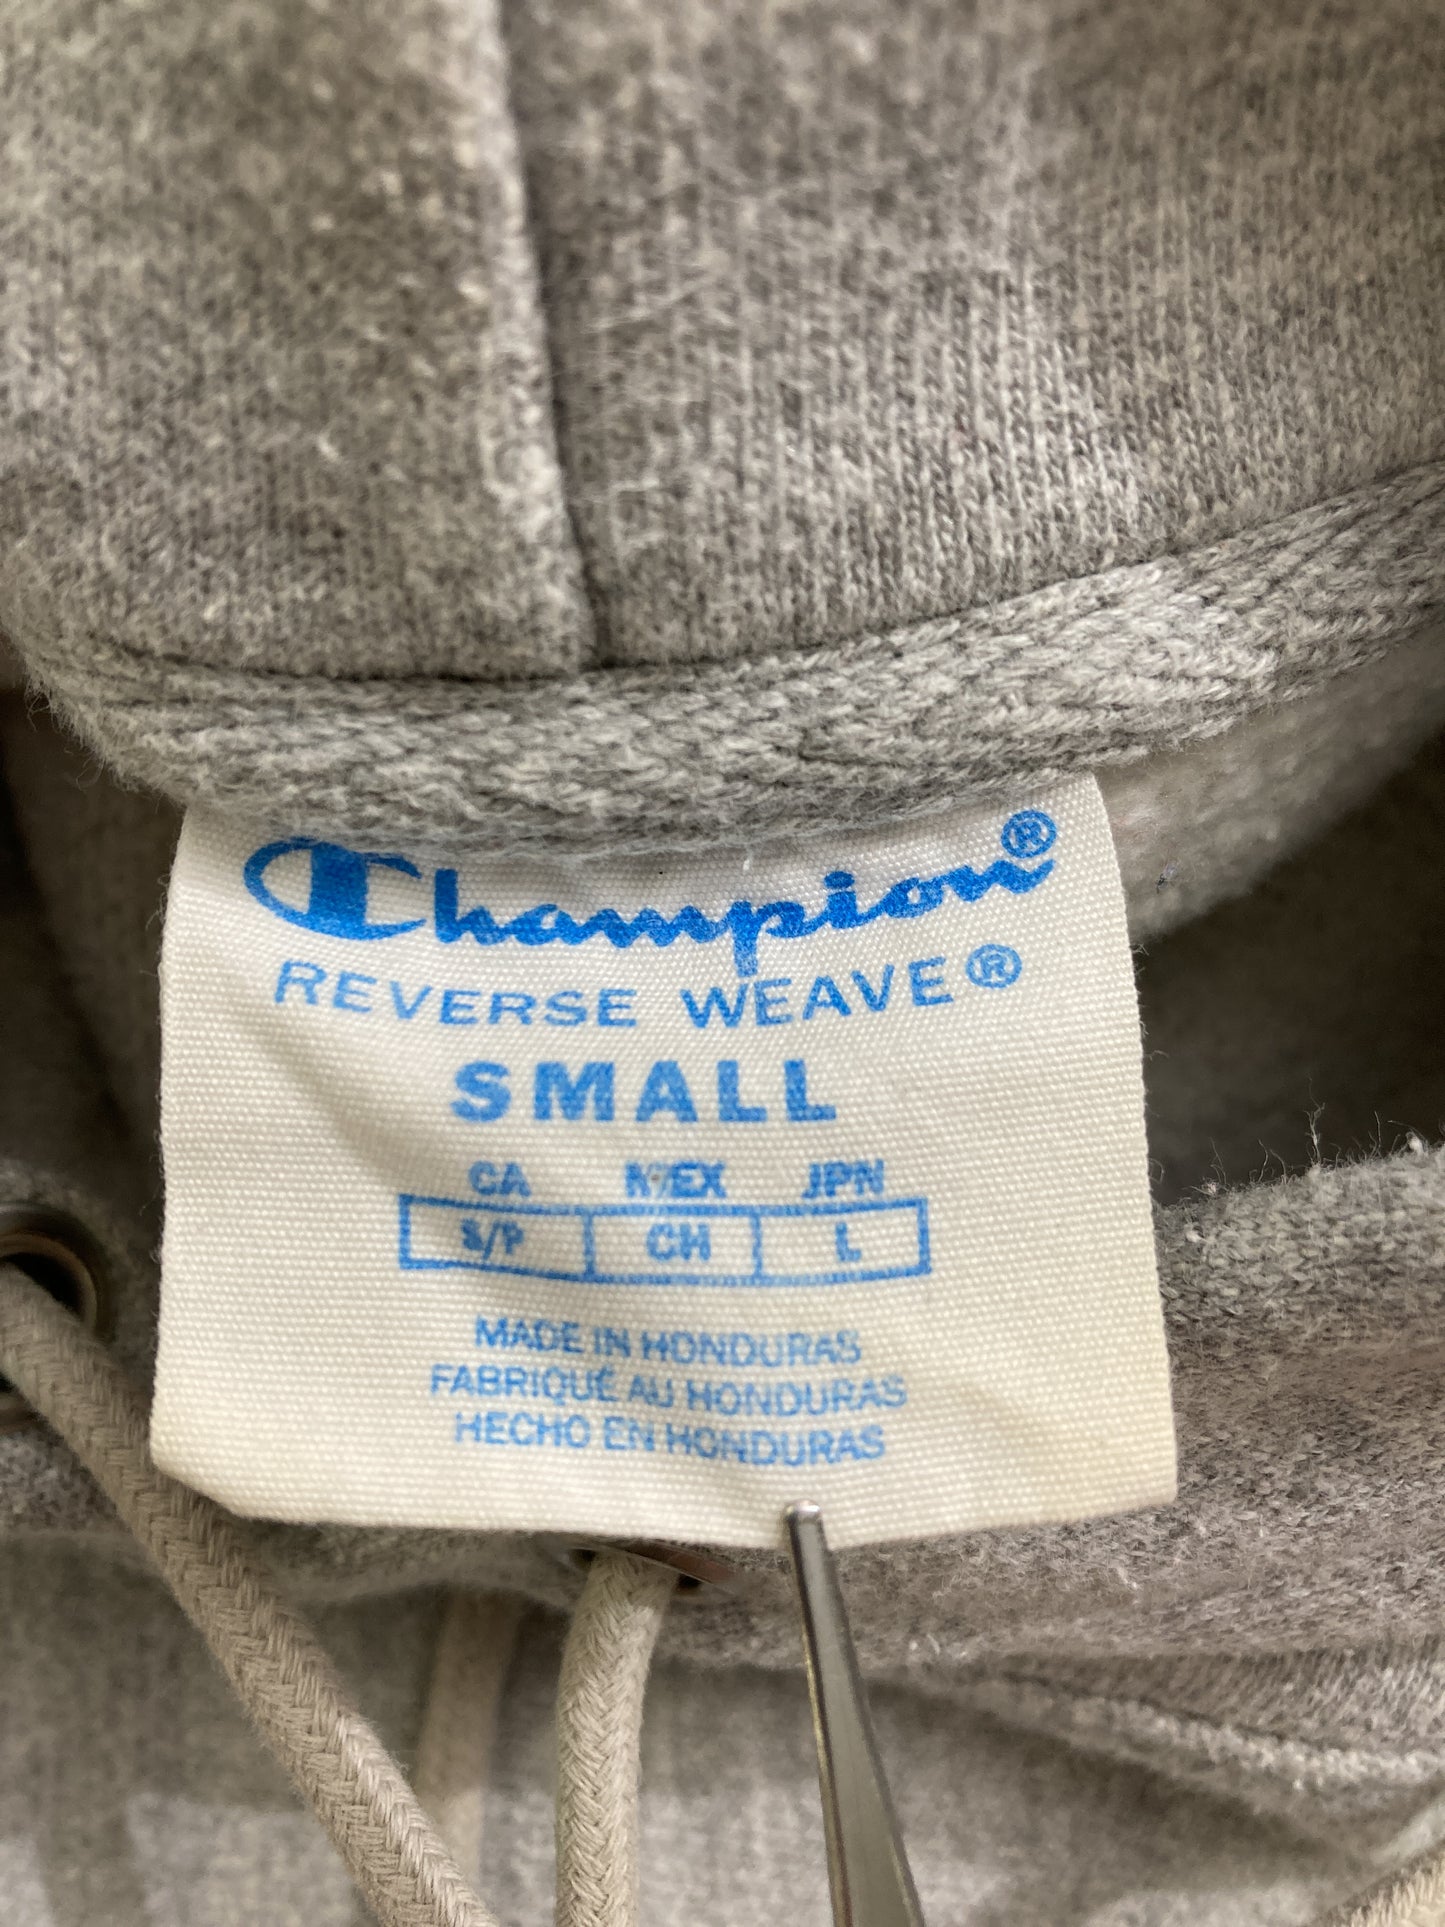 Champion®
REVERSE WEAVE®
SMALL
CA MEX JPN
S/P CH L
MADE IN HONDURAS
FABRIQUÉ AU HONDURAS
HECHO EN HONDURAS